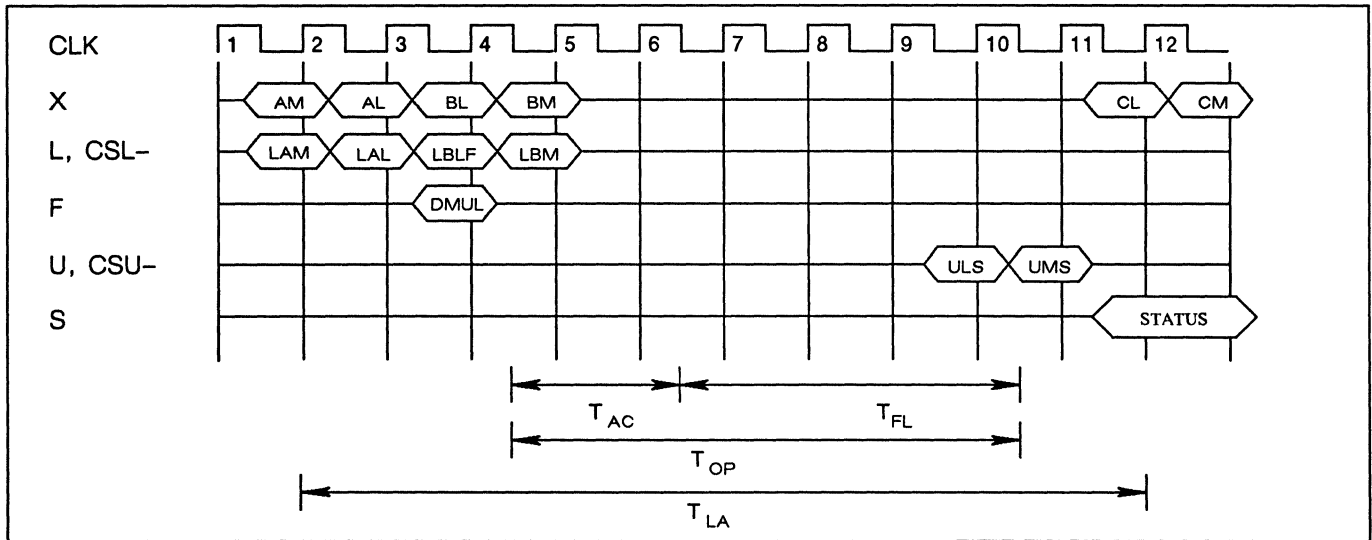 CLK 1 2 3 4 5 6 7 8 9 10 11 12
X AM AL BL BM CL CM
L, CSL- LAM LAL LBLF LBM
F DMUL
U, CSU- ULS UMS
S STATUS
T AC T FL
T OP
T LA